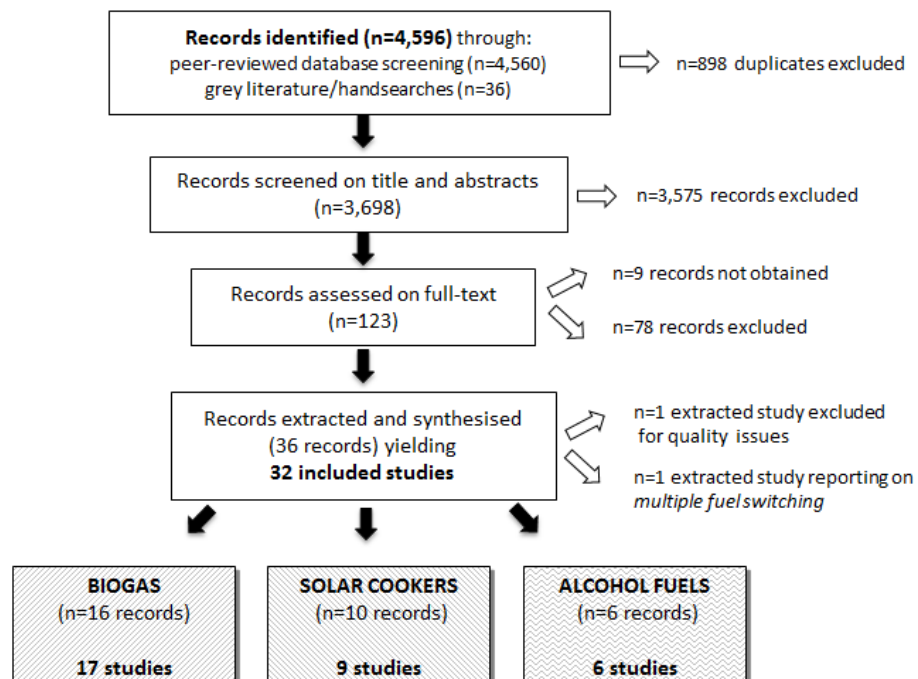 Records identified (n=4,596) through:
peer-reviewed database screening (n=4,560)
grey literature/handsearches (n=36)
n=898 duplicates excluded
Records screened on title and abstracts
(n=3,698)
n=3,575 records excluded
Records assessed on full-text
(n=123)
n=9 records not obtained
n=78 records excluded
Records extracted and synthesised
(36 records) yielding
32 included studies
n=1 extracted study excluded
for quality issues
n=1 extracted study reporting on
multiple fuel switching
BIOGAS
(n=16 records)
17 studies
SOLAR COOKERS
(n=10 records)
9 studies
ALCOHOL FUELS
(n=6 records)
6 studies